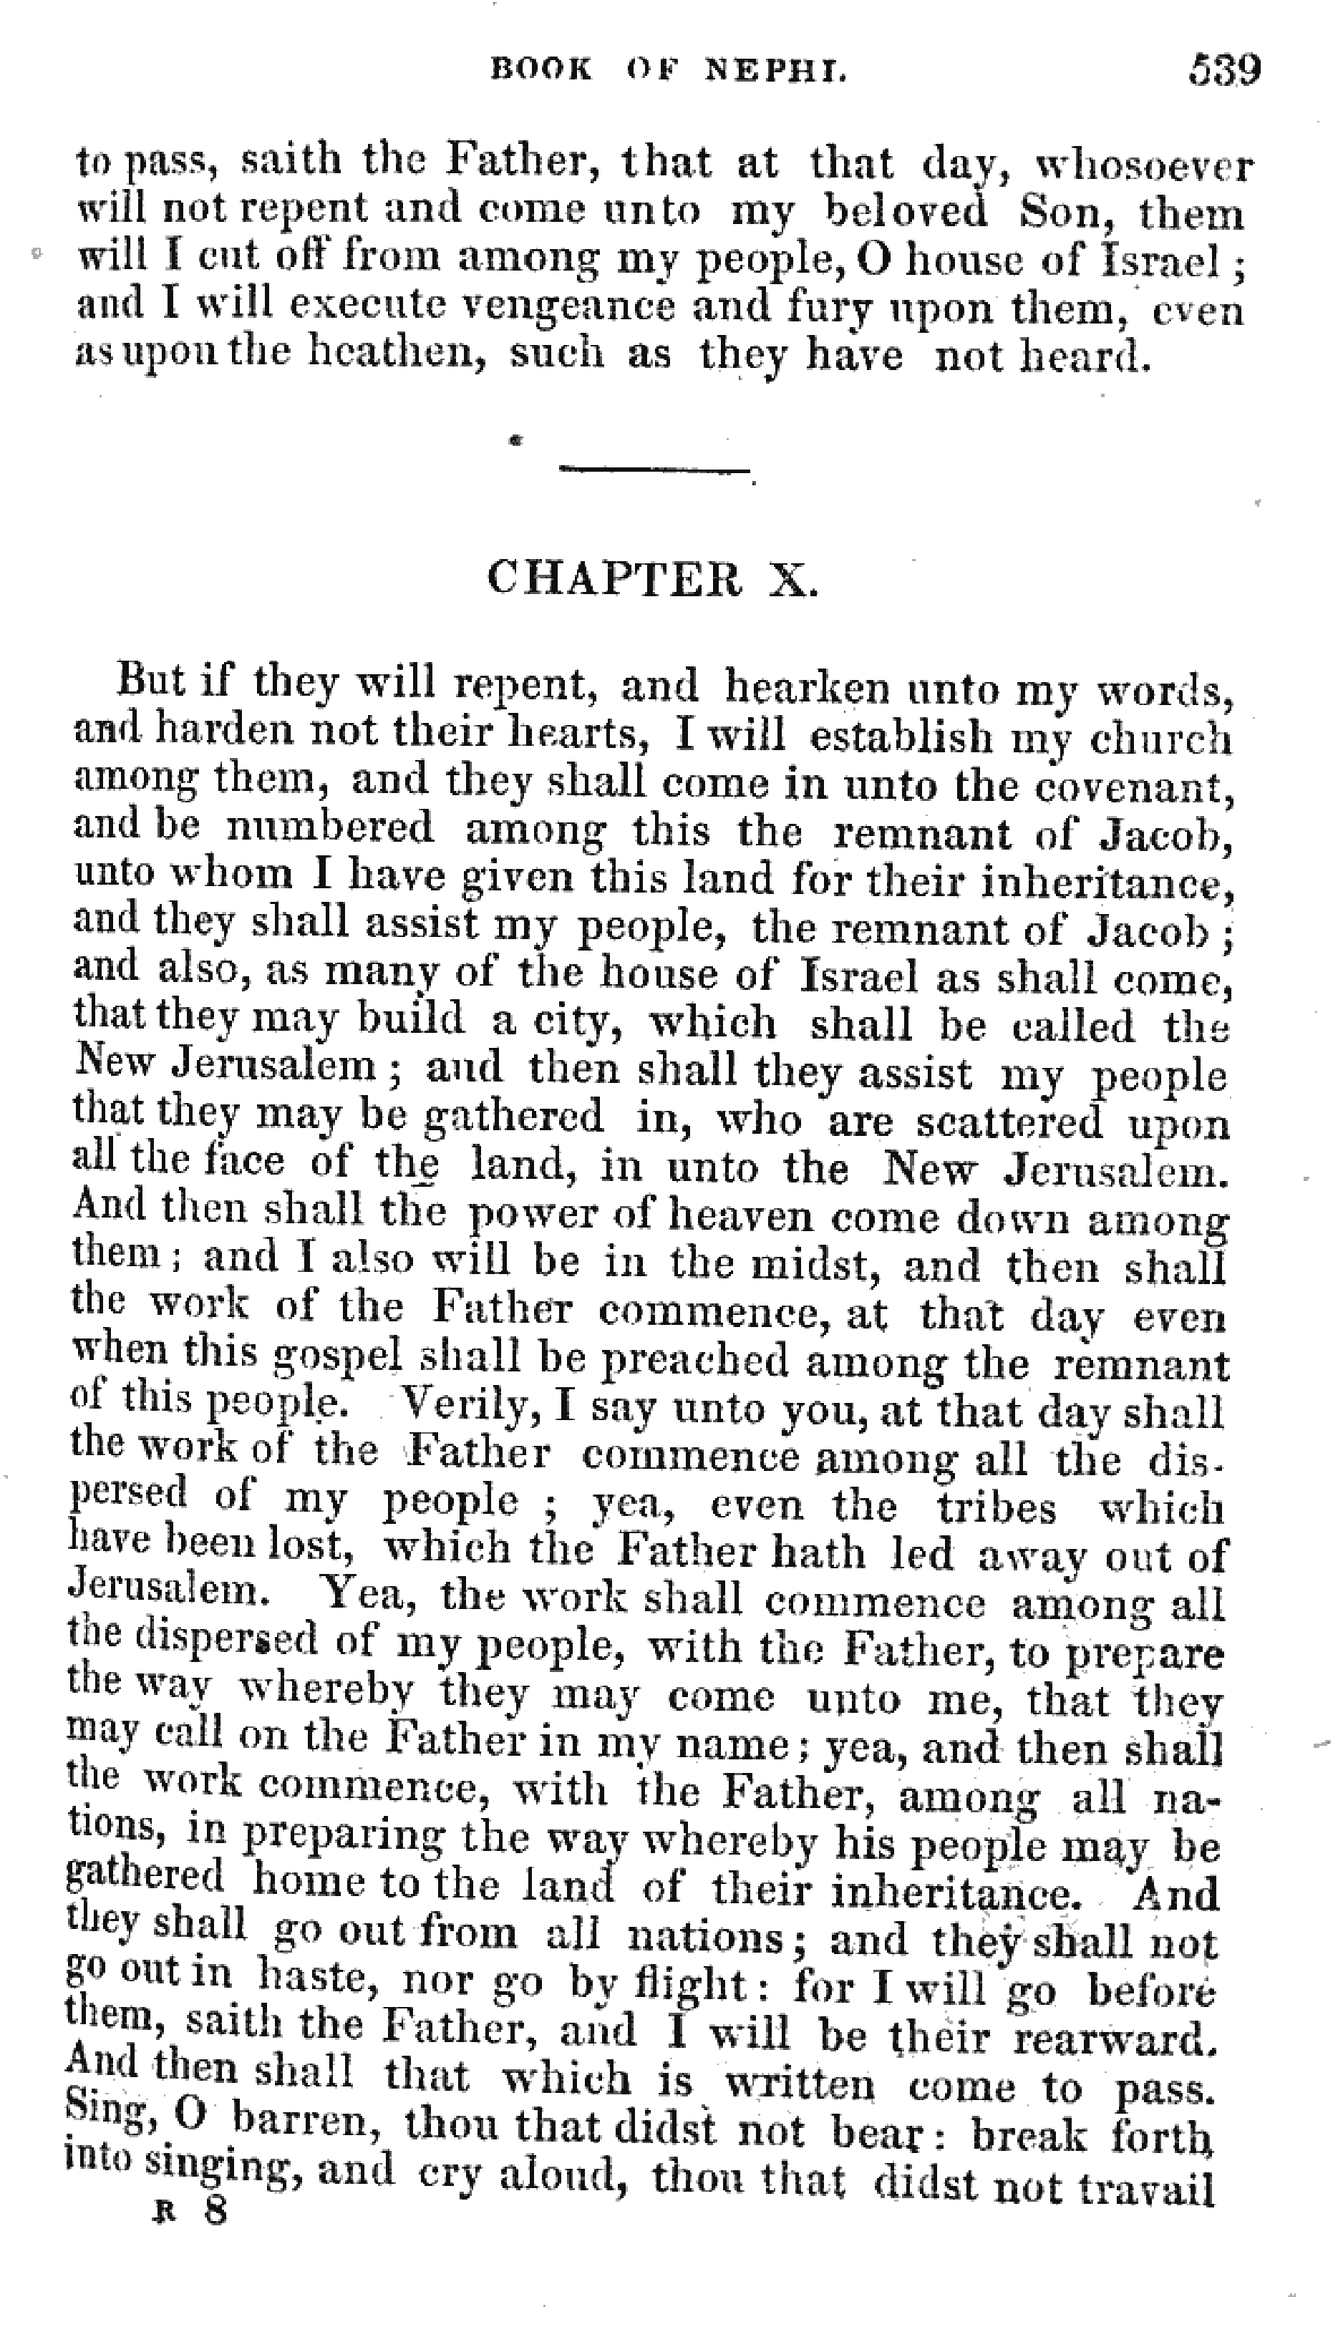 BOOK OF NEPHI. 539
to pass, saith the Father, that at that day, whosoever
will not repent and come unto my beloved Son, them
will I cut off from among my people, O house of Israel ;
and I will execute vengeance and fury upon them, even
as upon the heathen, such as they have not heard.
CHAPTER X.
But if they will repent, and hearken unto my words,
and harden not their hearts, I will establish my church
among them, and they shall come in unto the covenant,
and be numbered among this the remnant of Jacob,
unto whom I have given this land for their inheritance,
and they shall assist my people, the remnant of Jacob ;
and also, as many of the house of Israel as shall come,
that they may build a city, which shall be called the
New Jerusalem ; and then shall they assist my people
that they may be gathered in, who are scattered upon
all the face of the land, in unto the New Jerusalem.
And then shall the power of heaven come down among
them ; and I also will be in the midst, and then shall
the work of the Father commence, at that day even
when this gospel shall be preached among the remnant
of this people. Verily, I say unto you, at that day shall
the work of the Father commence among all the dis-
persed of my people ; yea, even the tribes which
have been lost, which the Father hath led away out of
Jerusalem. Yea, the work shall commence among all
the dispersed of my people, with the Father, to prepare
the way whereby they may come unto me, that they
may call on the Father in my name ; yea, and then shall
the work commence, with the Father, among all na-
tions, in preparing the way whereby his people may be
gathered home to the land of their inheritance. And
they shall go out from all nations ; and they shall not
go out in haste, nor go by flight : for I will go before
them, saith the Father, and I will be their rearward.
And then shall that which is written come to pass.
Sing, O barren, thou that didst not bear : break forth
into singing, and cry aloud, thou that didst not travail
R 8